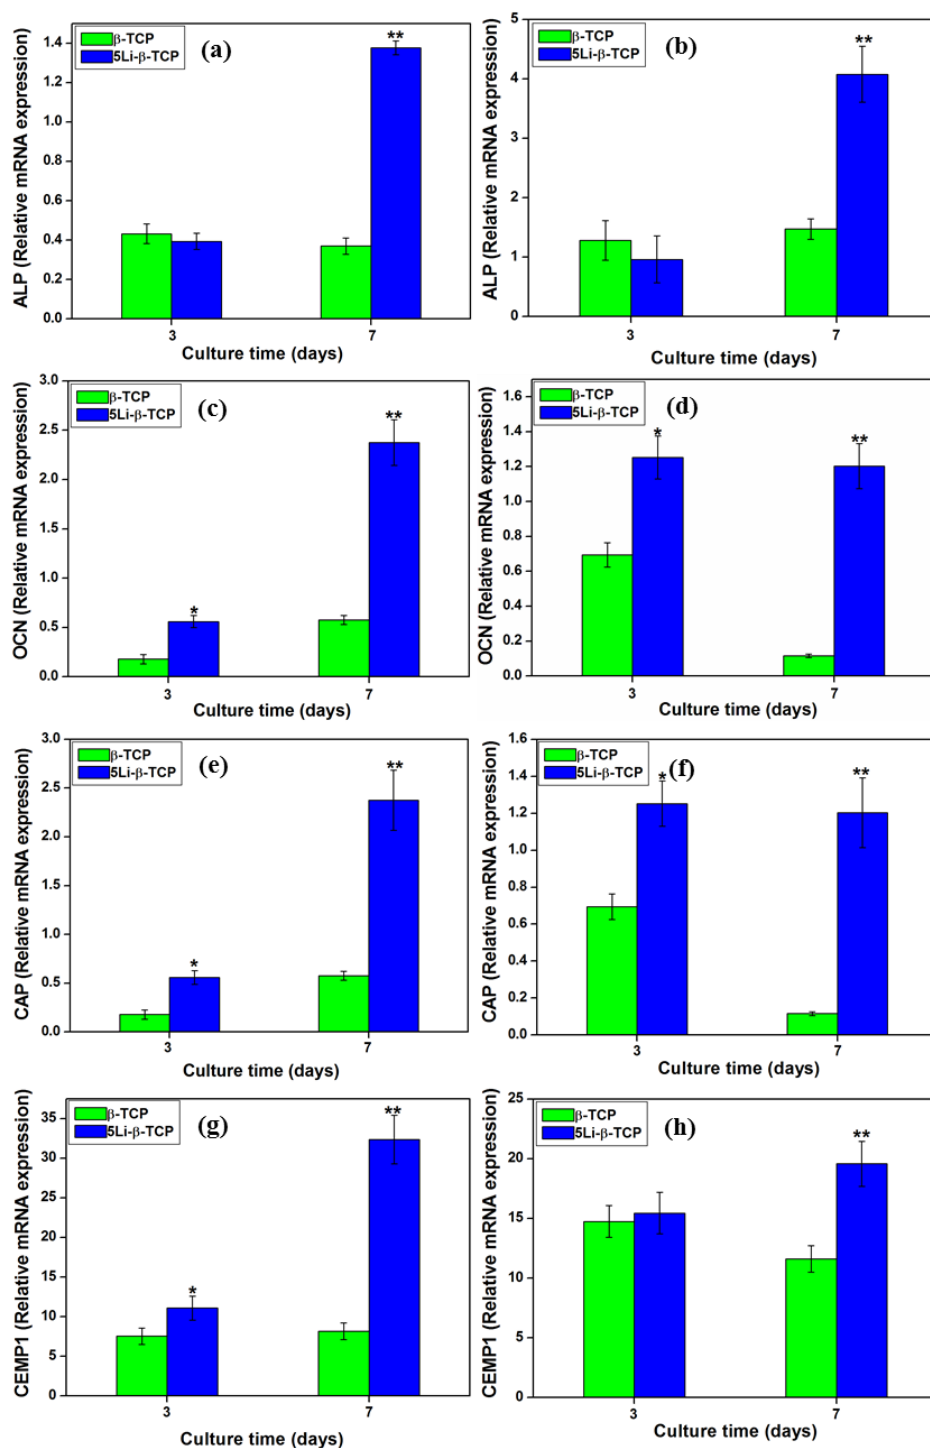 β-TCP
5Li-β-TCP
(a)
**
ALP (Relative mRNA expression)
1.4
1.2
1.0
0.8
0.6
0.4
0.2
0.0
3
7
Culture time (days)
β-TCP
5Li-β-TCP
(b)
**
ALP (Relative mRNA expression)
5
4
3
2
1
0
3
7
Culture time (days)
β-TCP
5Li-β-TCP
(c)
*
**
OCN (Relative mRNA expression)
3.0
2.5
2.0
1.5
1.0
0.5
0.0
3
7
Culture time (days)
β-TCP
5Li-β-TCP
(d)
*
**
OCN (Relative mRNA expression)
1.6
1.4
1.2
1.0
0.8
0.6
0.4
0.2
0.0
3
7
Culture time (days)
β-TCP
5Li-β-TCP
(e)
*
**
CAP (Relative mRNA expression)
3.0
2.5
2.0
1.5
1.0
0.5
0.0
3
7
Culture time (days)
β-TCP
5Li-β-TCP
(f)
*
**
CAP (Relative mRNA expression)
1.6
1.4
1.2
1.0
0.8
0.6
0.4
0.2
0.0
3
7
Culture time (days)
β-TCP
5Li-β-TCP
(g)
*
**
CEMP1 (Relative mRNA expression)
35
30
25
20
15
10
5
0
3
7
Culture time (days)
β-TCP
5Li-β-TCP
(h)
**
CEMP1 (Relative mRNA expression)
25
20
15
10
5
0
3
7
Culture time (days)